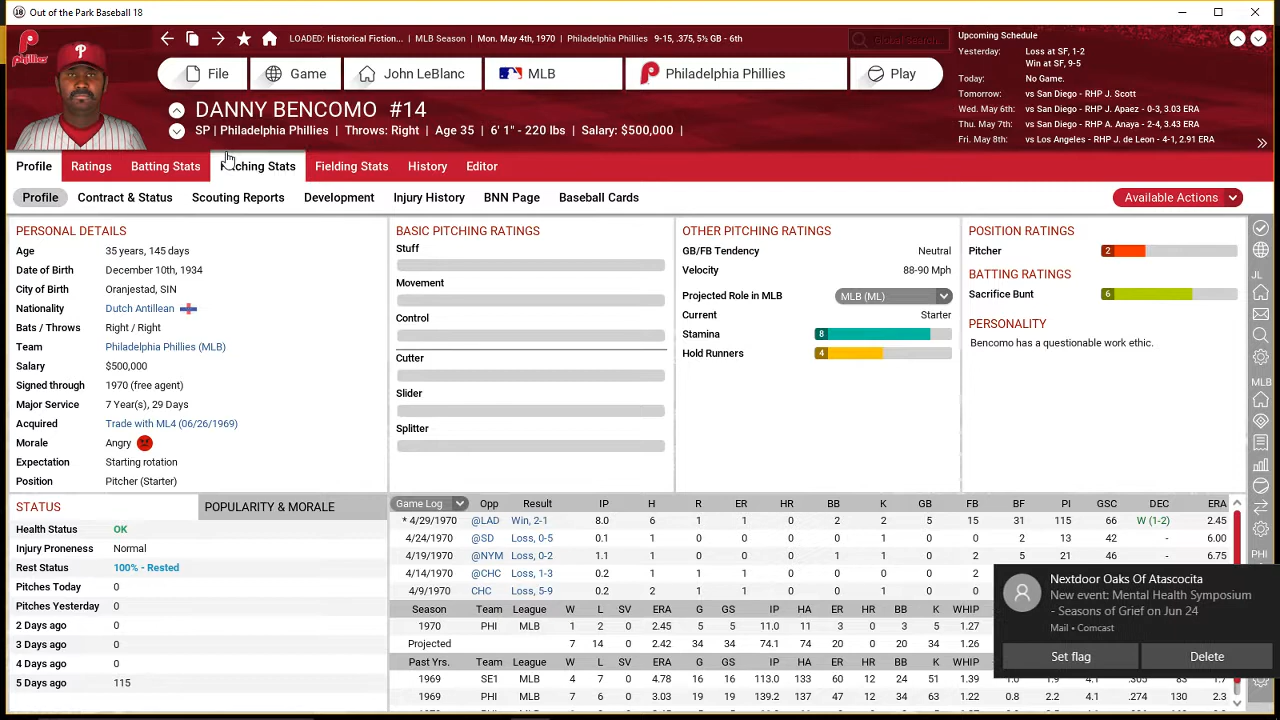 Out of the Park Baseball 18
Phillies
LOADED: Historical Fiction... | MLB Season | Mon. May 4th, 1970 | Philadelphia Phillies 9-15, .375, 5½ GB - 6th
Global Search...
File
Game
John LeBlanc
MLB
Philadelphia Phillies
Play
Upcoming Schedule
Yesterday: Loss at SF, 1-2
Win at SF, 9-5
Today: No Game.
Tomorrow: vs San Diego - RHP J. Scott
Wed. May 6th: vs San Diego - RHP J. Apaez - 0-3, 3.03 ERA
Thu. May 7th: vs San Diego - RHP A. Anaya - 2-4, 3.43 ERA
Fri. May 8th: vs Los Angeles - RHP J. de Leon - 4-1, 2.91 ERA
DANNY BENCOMO #14
SP | Philadelphia Phillies | Throws: Right | Age 35 | 6' 1" - 220 lbs | Salary: $500,000 |
Profile Ratings Batting Stats Pitching Stats Fielding Stats History Editor
Profile Contract & Status Scouting Reports Development Injury History BNN Page Baseball Cards
Available Actions
PERSONAL DETAILS
Age 35 years, 145 days
Date of Birth December 10th, 1934
City of Birth Oranjestad, SIN
Nationality Dutch Antillean
Bats / Throws Right / Right
Team Philadelphia Phillies (MLB)
Salary $500,000
Signed through 1970 (free agent)
Major Service 7 Year(s), 29 Days
Acquired Trade with ML4 (06/26/1969)
Morale Angry
Expectation Starting rotation
Position Pitcher (Starter)
BASIC PITCHING RATINGS
Stuff
Movement
Control
Cutter
Slider
Splitter
OTHER PITCHING RATINGS
GB/FB Tendency Neutral
Velocity 88-90 Mph
Projected Role in MLB MLB (ML)
Current Starter
Stamina 8
Hold Runners 4
POSITION RATINGS
Pitcher 2
BATTING RATINGS
Sacrifice Bunt 6
PERSONALITY
Bencomo has a questionable work ethic.
JL
MLB
PHI
STATUS
POPULARITY & MORALE
Health Status OK
Injury Proneness Normal
Rest Status 100% - Rested
Pitches Today 0
Pitches Yesterday 0
2 Days ago 0
3 Days ago 0
4 Days ago 0
5 Days ago 115
Game Log Opp Result IP H R ER HR BB K GB FB BF PI GSC DEC ERA
* 4/29/1970 @LAD Win, 2-1 8.0 6 1 1 0 2 2 5 15 31 115 66 W (1-2) 2.45
4/24/1970 @SD Loss, 0-5 0.1 1 0 0 0 0 1 0 0 2 13 42 - 6.00
4/19/1970 @NYM Loss, 0-2 1.1 1 0 0 0 1 1 0 2 5 21 46 - 6.75
4/14/1970 @CHC Loss, 1-3 0.2 1 1 1 0 0 0 0 2
4/9/1970 CHC Loss, 5-9 0.2 2 1 1 0 0 1 0 0
Season Team League W L SV ERA G GS IP HA ER HR BB K WHIP
1970 PHI MLB 1 2 0 2.45 5 5 11.0 11 3 0 3 5 1.27
Projected 7 14 0 2.42 34 34 74.1 74 20 0 20 34 1.26
Past Yrs. Team League W L SV ERA G GS IP HA ER HR BB K WHIP
1969 SE1 MLB 4 7 0 4.78 16 16 113.0 133 60 12 24 51 1.39
1969 PHI MLB 7 6 0 3.03 19 19 139.2 137 47 12 34 63 1.22 0.8 2.2 4.1 .274 130 2.3
Nextdoor Oaks Of Atascocita
New event: Mental Health Symposium
- Seasons of Grief on Jun 24
Mail • Comcast
Set flag
Delete